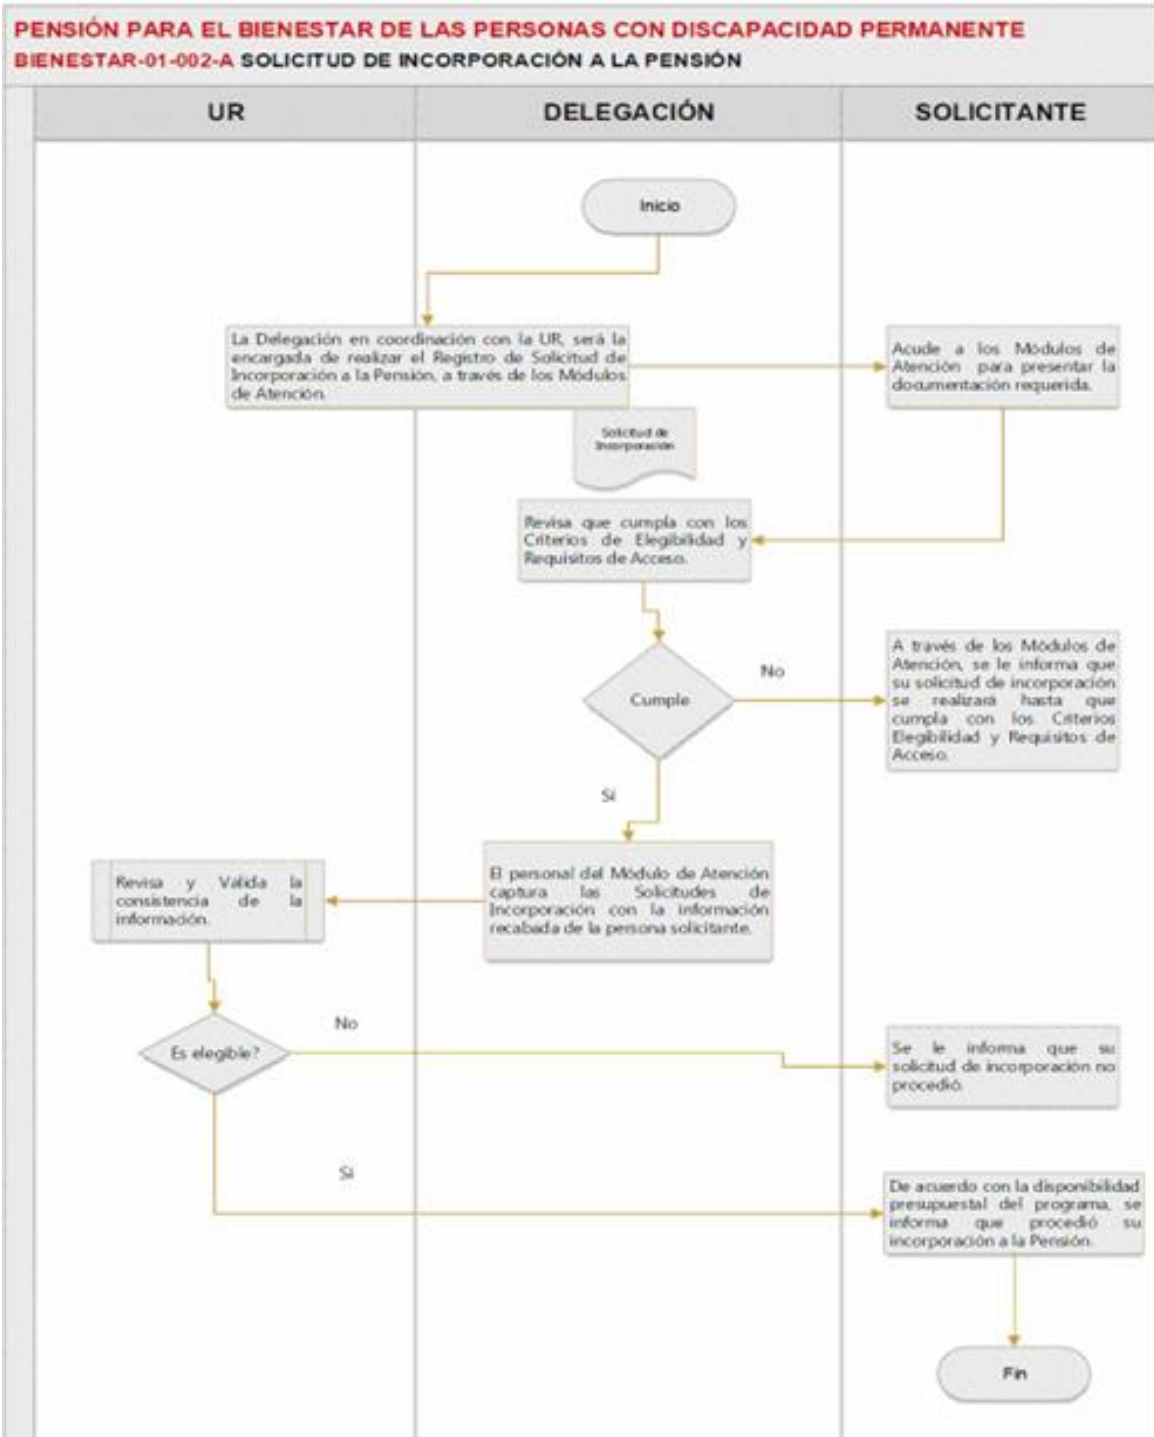 PENSIÓN PARA EL BIENESTAR DE LAS PERSONAS CON DISCAPACIDAD PERMANENTE
BIENESTAR-01-002-A SOLICITUD DE INCORPORACIÓN A LA PENSIÓN
UR
DELEGACIÓN
SOLICITANTE
Inicio
La Delegación en coordinación con la UR, será la
encargada de realizar el Registro de Solicitud de
Incorporación a la Pensión, a través de los Módulos
de Atención.
Acude a los Módulos de
Atención para presentar la
documentación requerida.
Solicitud de
Incorporación
Revisa que cumpla con los
Criterios de Elegibilidad y
Requisitos de Acceso.
Cumple
No
A través de los Módulos de
Atención, se le informa que
su solicitud de incorporación
se realizará hasta que
cumpla con los Criterios
Elegibilidad y Requisitos de
Acceso.
Sí
El personal del Módulo de Atención
captura las Solicitudes de
Incorporación con la información
recabada de la persona solicitante.
Revisa y Valida la
consistencia de la
información.
Es elegible?
No
Se le informa que su
solicitud de incorporación no
procedió.
Sí
De acuerdo con la disponibilidad
presupuestal del programa, se
informa que procedió su
incorporación a la Pensión.
Fin